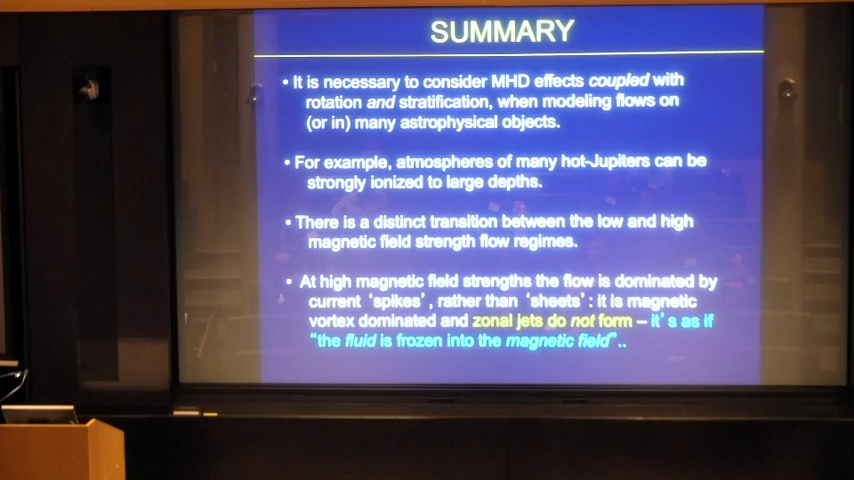 SUMMARY
• It is necessary to consider MHD effects coupled with
rotation and stratification, when modeling flows on
(or in) many astrophysical objects.
• For example, atmospheres of many hot-Jupiters can be
strongly ionized to large depths.
• There is a distinct transition between the low and high
magnetic field strength flow regimes.
• At high magnetic field strengths the flow is dominated by
current ‘spikes’, rather than ‘sheets’: it is magnetic
vortex dominated and zonal jets do not form – it’s as if
“the fluid is frozen into the magnetic field”..